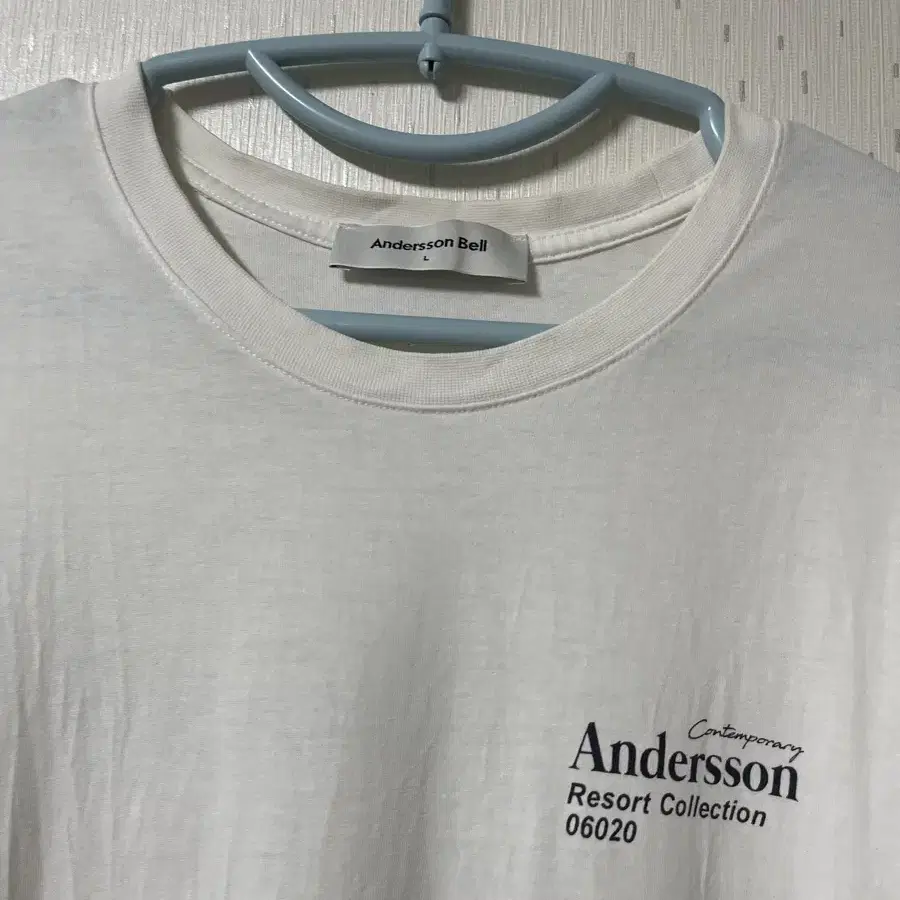 Andersson Bell
L
Contemporary
Andersson
Resort Collection
06020